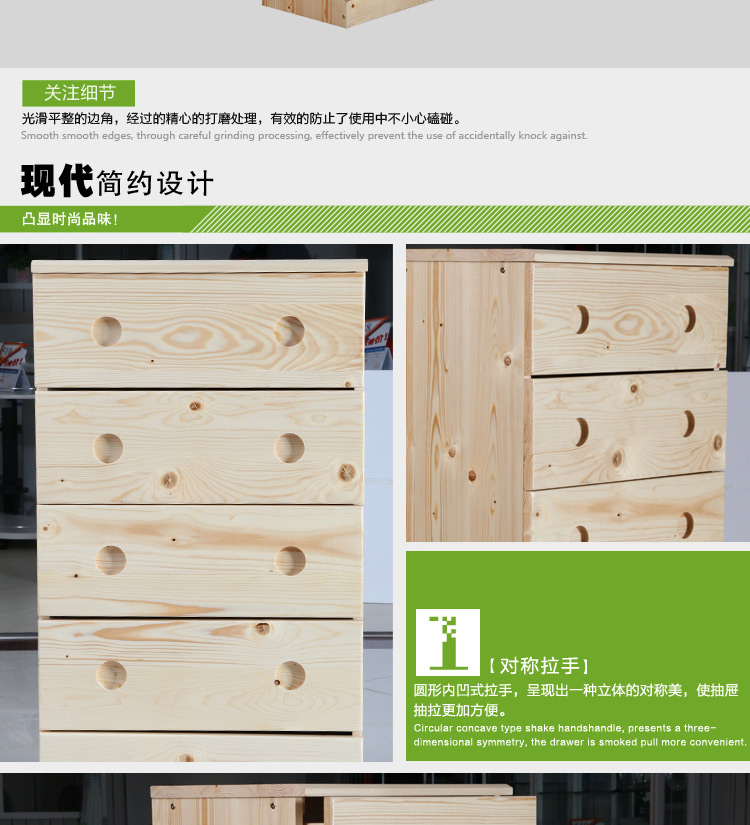 关注细节
光滑平整的边角，经过的精心的打磨处理，有效的防止了使用中不小心磕碰。
Smooth smooth edges, through careful grinding processing, effectively prevent the use of accidentally knock against.
现代简约设计
凸显时尚品味！
1
【对称拉手】
圆形内凹式拉手，呈现出一种立体的对称美，使抽屉
抽拉更加方便。
Circular concave type shake handshandle, presents a three-
dimensional symmetry, the drawer is smoked pull more convenient.